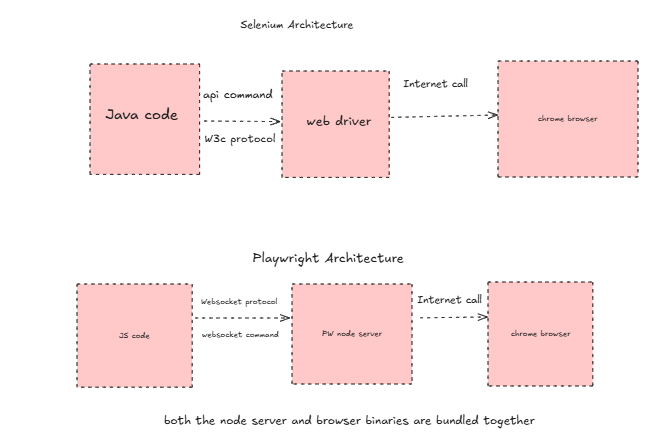 Selenium Architecture
Java code
api command
W3c protocol
web driver
Internet call
chrome browser
Playwright Architecture
JS code
Websocket protocol
websocket command
PW node server
Internet call
chrome browser
both the node server and browser binaries are bundled together